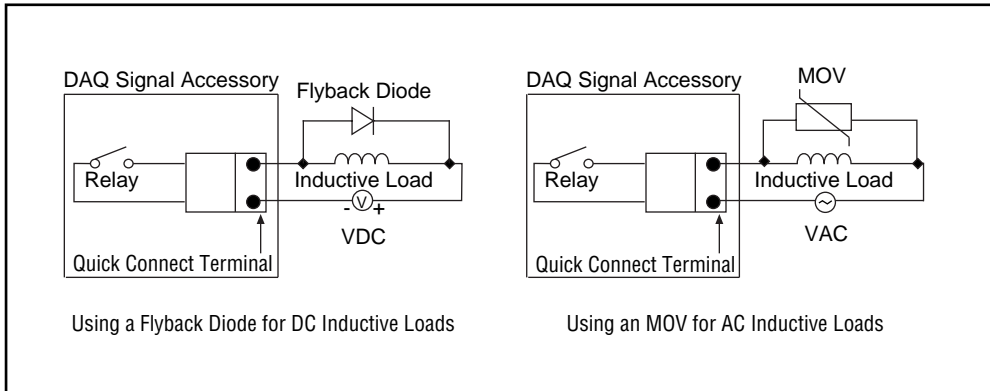 DAQ Signal Accessory
Flyback Diode
Relay
Inductive Load
V
- +
VDC
Quick Connect Terminal
Using a Flyback Diode for DC Inductive Loads
DAQ Signal Accessory
MOV
Relay
Inductive Load
VAC
Quick Connect Terminal
Using an MOV for AC Inductive Loads